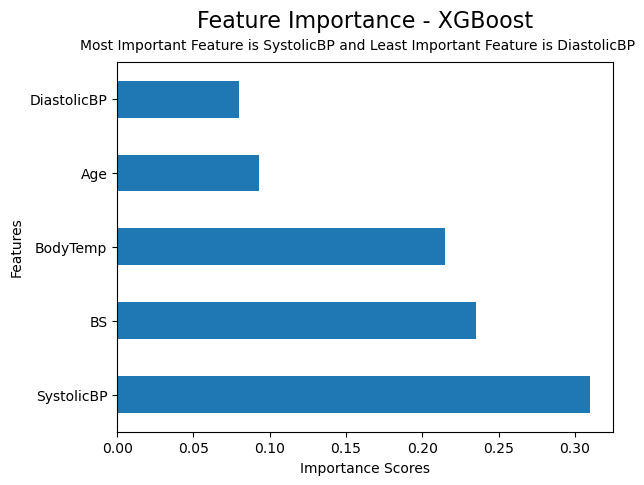 Feature Importance - XGBoost
Most Important Feature is SystolicBP and Least Important Feature is DiastolicBP
DiastolicBP
Age
BodyTemp
BS
SystolicBP
Features
0.00 0.05 0.10 0.15 0.20 0.25 0.30
Importance Scores